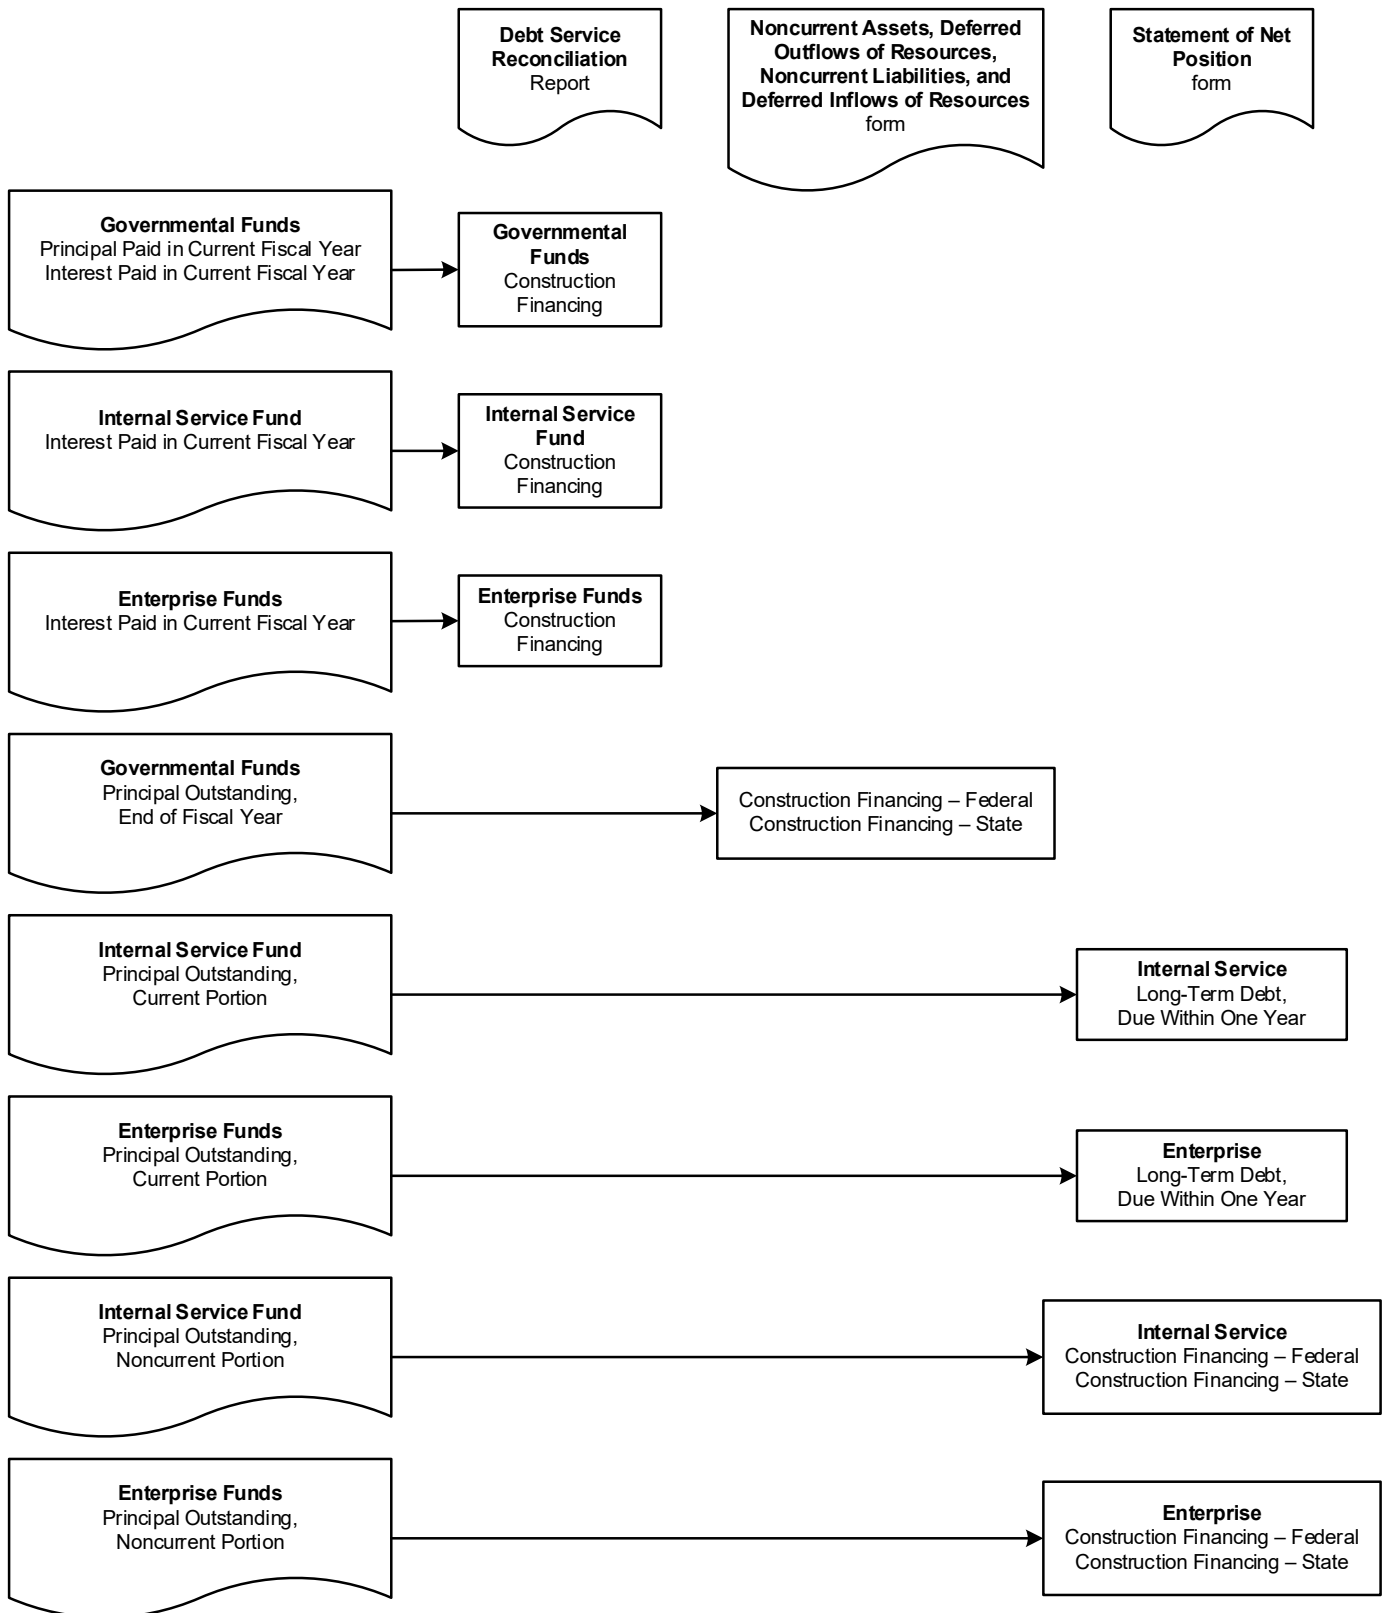 Debt Service
Reconciliation
Report
Noncurrent Assets, Deferred
Outflows of Resources,
Noncurrent Liabilities, and
Deferred Inflows of Resources
form
Statement of Net
Position
form
Governmental Funds
Principal Paid in Current Fiscal Year
Interest Paid in Current Fiscal Year
Governmental
Funds
Construction
Financing
Internal Service Fund
Interest Paid in Current Fiscal Year
Internal Service
Fund
Construction
Financing
Enterprise Funds
Interest Paid in Current Fiscal Year
Enterprise Funds
Construction
Financing
Governmental Funds
Principal Outstanding,
End of Fiscal Year
Construction Financing – Federal
Construction Financing – State
Internal Service Fund
Principal Outstanding,
Current Portion
Internal Service
Long-Term Debt,
Due Within One Year
Enterprise Funds
Principal Outstanding,
Current Portion
Enterprise
Long-Term Debt,
Due Within One Year
Internal Service Fund
Principal Outstanding,
Noncurrent Portion
Internal Service
Construction Financing – Federal
Construction Financing – State
Enterprise Funds
Principal Outstanding,
Noncurrent Portion
Enterprise
Construction Financing – Federal
Construction Financing – State